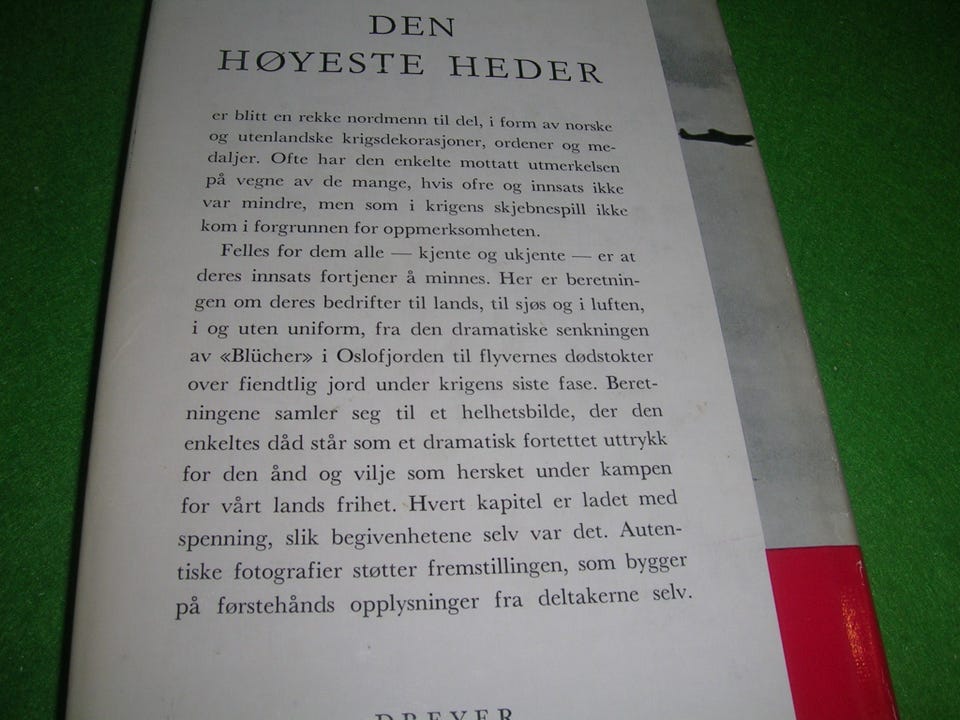 DEN
HØYESTE HEDER
er blitt en rekke nordmenn til del, i form av norske
og utenlandske krigsdekorasjoner, ordener og me-
daljer. Ofte har den enkelte mottatt utmerkelsen
på vegne av de mange, hvis ofre og innsats ikke
var mindre, men som i krigens skjebnespill ikke
kom i forgrunnen for oppmerksomheten.
Felles for dem alle — kjente og ukjente — er at
deres innsats fortjener å minnes. Her er beretnin-
gen om deres bedrifter til lands, til sjøs og i luften,
i og uten uniform, fra den dramatiske senkningen
av «Blücher» i Oslofjorden til flyvernes dødstokter
over fiendtlig jord under krigens siste fase. Beret-
ningene samler seg til et helhetsbilde, der den
enkeltes dåd står som et dramatisk fortettet uttrykk
for den ånd og vilje som hersket under kampen
for vårt lands frihet. Hvert kapitel er ladet med
spenning, slik begivenhetene selv var det. Auten-
tiske fotografier støtter fremstillingen, som bygger
på førstehånds opplysninger fra deltakerne selv.
DREYER